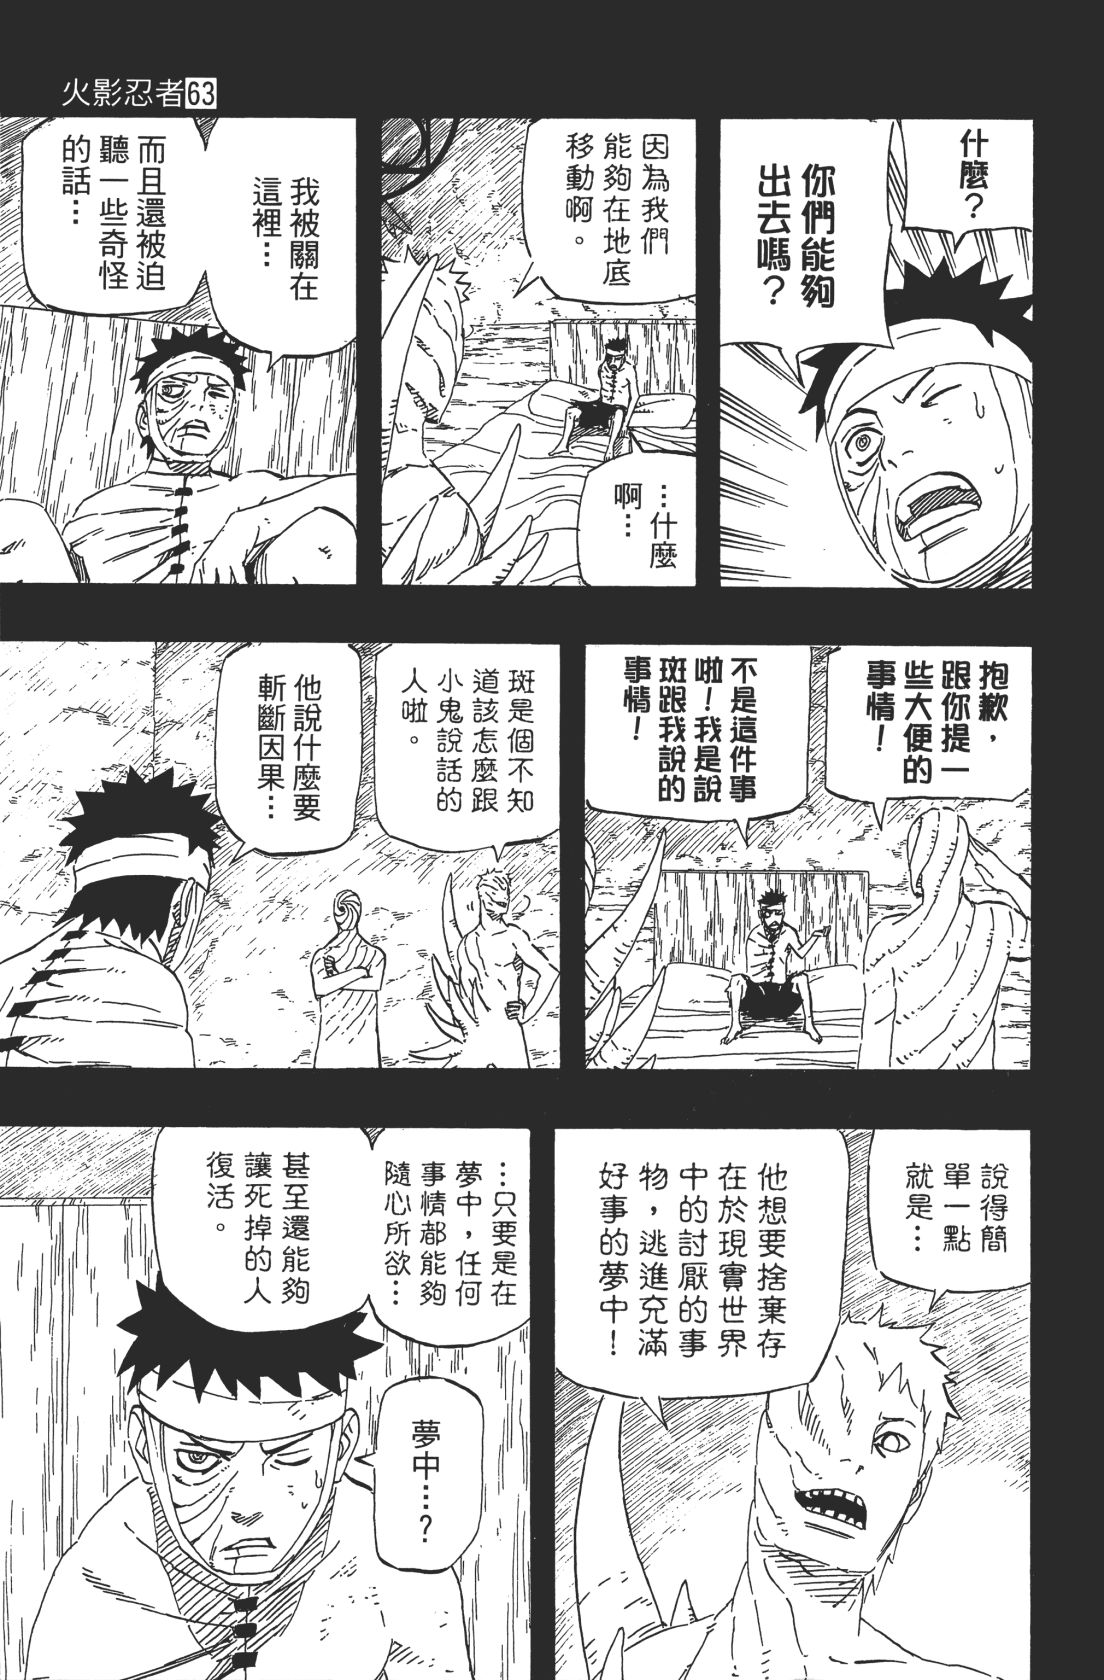 火影忍者63
什麼?
你們能夠
出去嗎?
因為我們
能夠在地底
移動啊。
…什麼
啊…
我被關在
這裡…
而且還被迫
聽一些奇怪
的話…
抱歉，
跟你提一
些大便的
事情！
不是這件事
啦！我是說
斑跟我說的
事情！
斑是個不知
道該怎麼跟
小鬼說話的
人啦。
他說什麼要
斬斷因果…
說得簡
單一點
就是…
他想要捨棄存
在於現實世界
中的討厭的事
物，逃進充滿
好事的夢中！
…只要是在
夢中，任何
事情都能夠
隨心所欲…
甚至還能夠
讓死掉的人
復活。
夢中…?